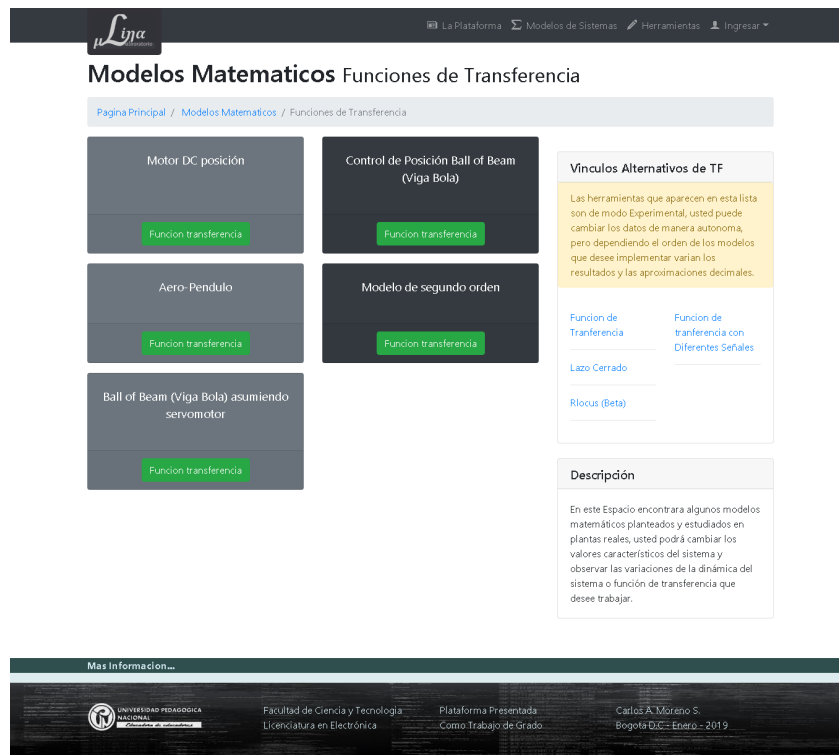 μLina
Laboratorio
La Plataforma
Modelos de Sistemas
Herramientas
Ingresar
Modelos Matematicos Funciones de Transferencia
Pagina Principal / Modelos Matematicos / Funciones de Transferencia
Motor DC posición
Funcion transferencia
Control de Posición Ball of Beam
(Viga Bola)
Funcion transferencia
Aero-Pendulo
Funcion transferencia
Modelo de segundo orden
Funcion transferencia
Ball of Beam (Viga Bola) asumiendo
servomotor
Funcion transferencia
Vinculos Alternativos de TF
Las herramientas que aparecen en esta lista
son de modo Experimental, usted puede
cambiar los datos de manera autonoma,
pero dependiendo el orden de los modelos
que desee implementar varian los
resultados y las aproximaciones decimales.
Funcion de
Tranferencia
Lazo Cerrado
Rlocus (Beta)
Funcion de
tranferencia con
Diferentes Señales
Descripción
En este Espacio encontrara algunos modelos
matemáticos planteados y estudiados en
plantas reales, usted podrá cambiar los
valores característicos del sistema y
observar las variaciones de la dinámica del
sistema o función de transferencia que
desee trabajar.
Mas Informacion...
UNIVERSIDAD PEDAGOGICA
NACIONAL
Educadora de educadores
Facultad de Ciencia y Tecnologia
Licenciatura en Electrónica
Plataforma Presentada
Como Trabajo de Grado
Carlos A. Moreno S.
Bogota D.C - Enero - 2019